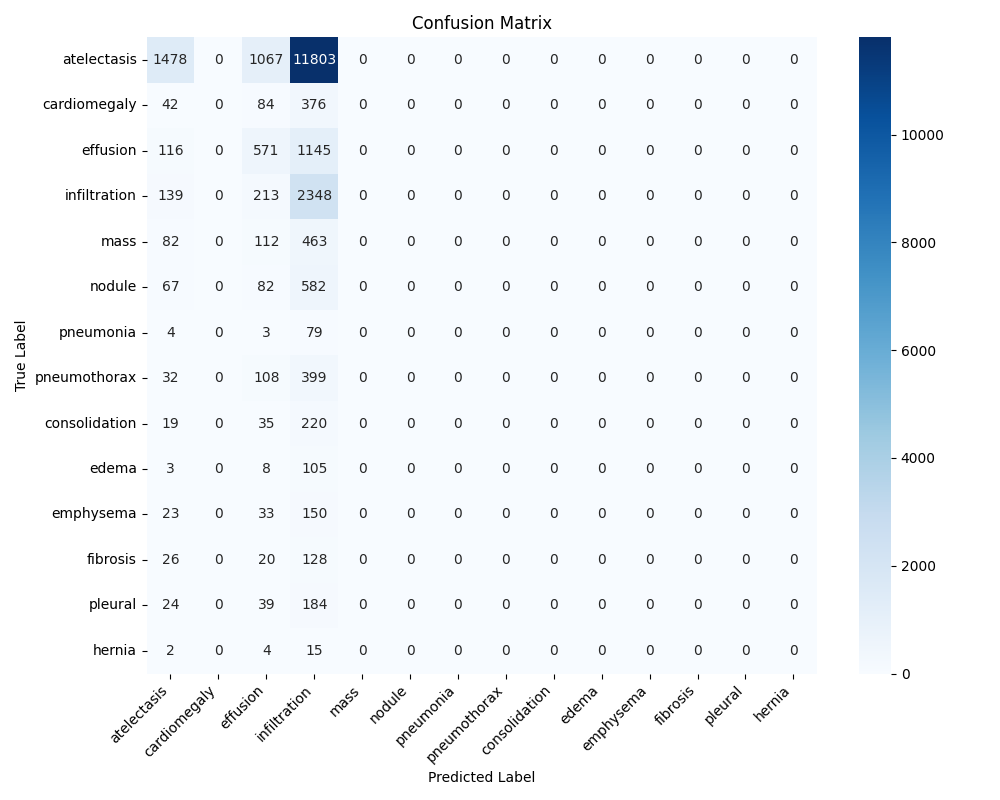 Confusion Matrix
True Label
atelectasis 1478 0 1067 11803 0 0 0 0 0 0 0 0 0 0
cardiomegaly 42 0 84 376 0 0 0 0 0 0 0 0 0 0
effusion 116 0 571 1145 0 0 0 0 0 0 0 0 0 0
infiltration 139 0 213 2348 0 0 0 0 0 0 0 0 0 0
mass 82 0 112 463 0 0 0 0 0 0 0 0 0 0
nodule 67 0 82 582 0 0 0 0 0 0 0 0 0 0
pneumonia 4 0 3 79 0 0 0 0 0 0 0 0 0 0
pneumothorax 32 0 108 399 0 0 0 0 0 0 0 0 0 0
consolidation 19 0 35 220 0 0 0 0 0 0 0 0 0 0
edema 3 0 8 105 0 0 0 0 0 0 0 0 0 0
emphysema 23 0 33 150 0 0 0 0 0 0 0 0 0 0
fibrosis 26 0 20 128 0 0 0 0 0 0 0 0 0 0
pleural 24 0 39 184 0 0 0 0 0 0 0 0 0 0
hernia 2 0 4 15 0 0 0 0 0 0 0 0 0 0
atelectasis
cardiomegaly
effusion
infiltration
mass
nodule
pneumonia
pneumothorax
consolidation
edema
emphysema
fibrosis
pleural
hernia
Predicted Label
10000
8000
6000
4000
2000
0